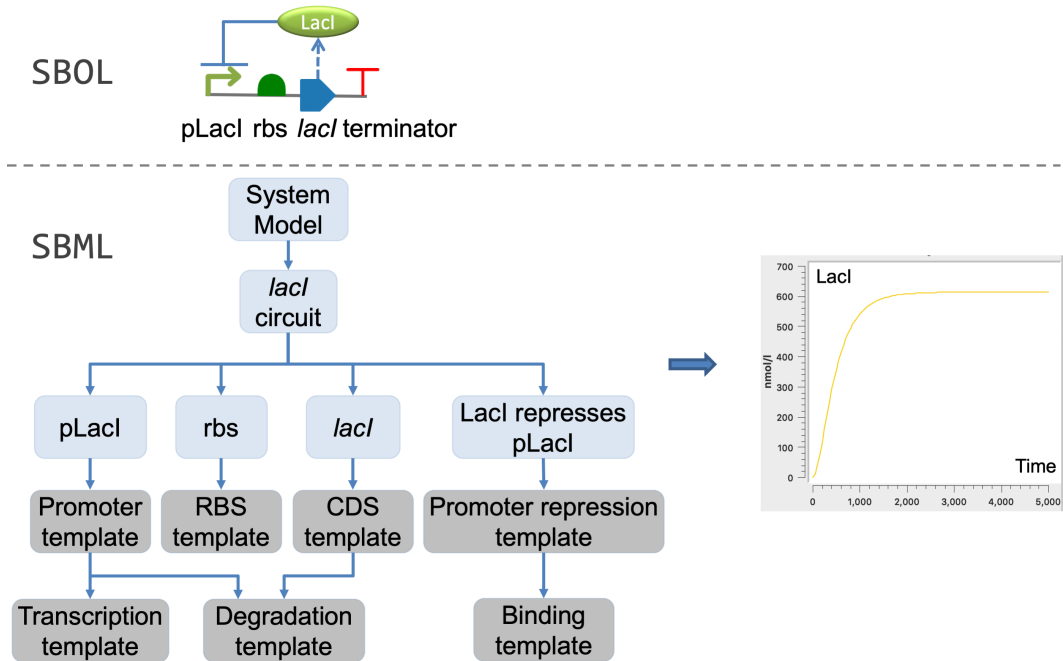 LacI
SBOL
pLacI rbs lacI terminator
SBML
System
Model
lacI
circuit
pLacI
rbs
lacI
LacI represses
pLacI
Promoter
template
RBS
template
CDS
template
Promoter repression
template
Transcription
template
Degradation
template
Binding
template
700
600
500
400
300
200
100
0
nmol/l
LacI
Time
0
1,000
2,000
3,000
4,000
5,000